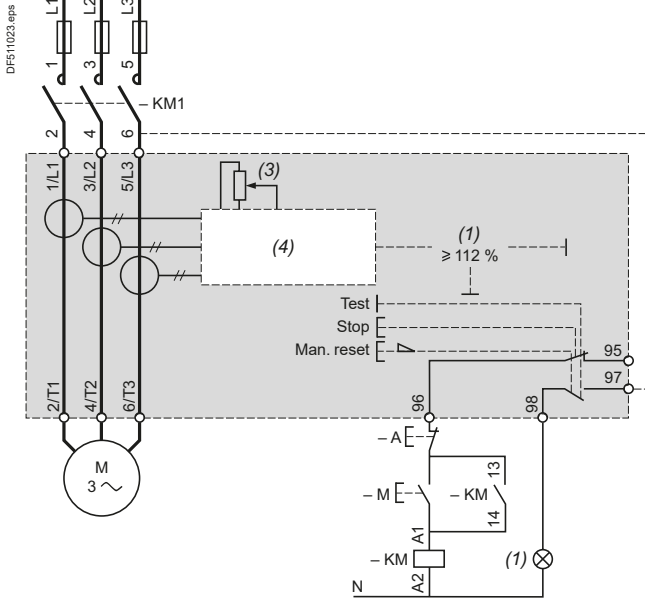 DF511023.eps
L1
L2
L3
1
3
5
– KM1
2
4
6
1/L1
3/L2
5/L3
(3)
(4)
(1)
⩾ 112 %
Test
Stop
Man. reset
95
97
2/T1
4/T2
6/T3
96
98
– A
M
3
13
– M
– KM
14
A1
– KM
(1)
A2
N